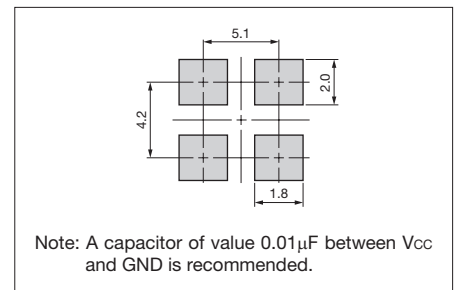 5.1
2.0
4.2
1.8
Note: A capacitor of value 0.01µF between Vcc
and GND is recommended.